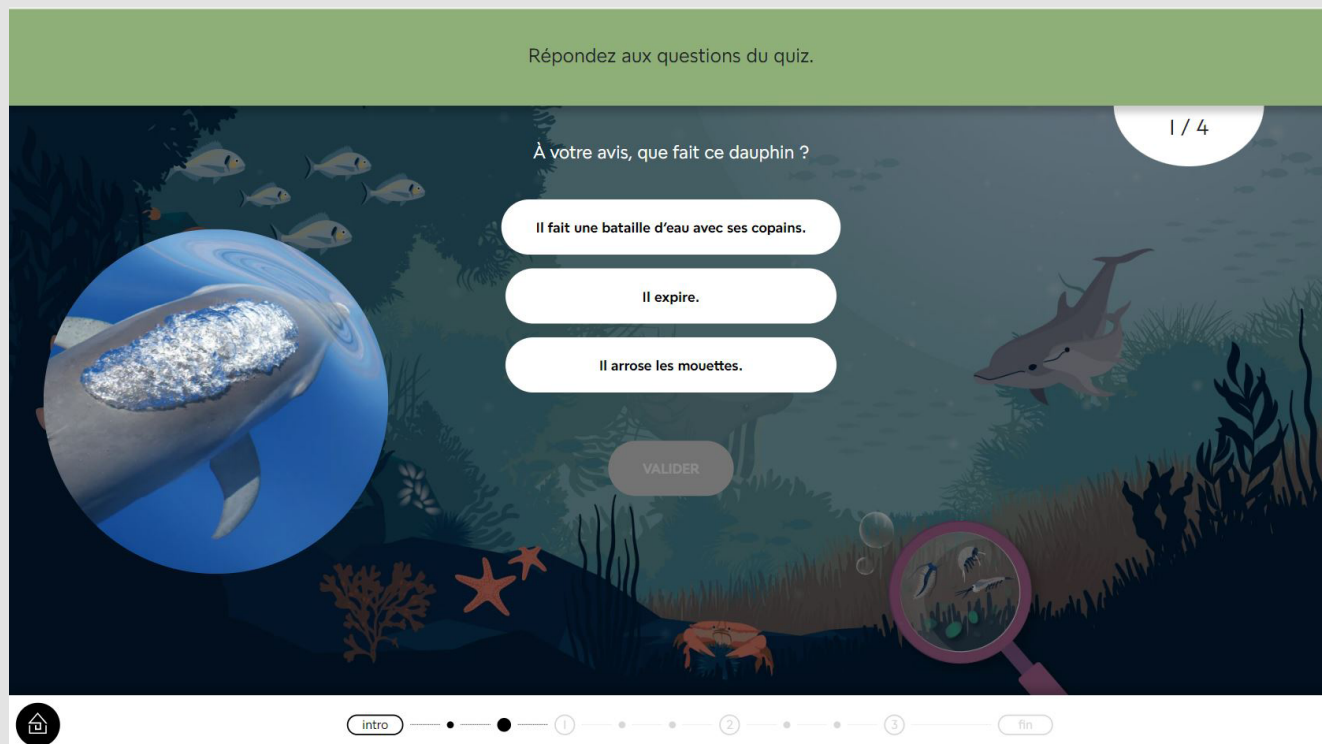 Répondez aux questions du quiz.
1 / 4
À votre avis, que fait ce dauphin ?
Il fait une bataille d'eau avec ses copains.
Il expire.
Il arrose les mouettes.
VALIDER
intro 1 2 3 fin